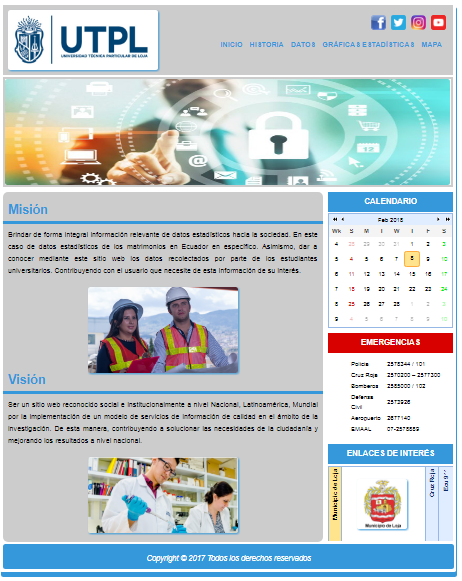 UTPL
UNIVERSIDAD TÉCNICA PARTICULAR DE LOJA
INICIO HISTORIA DATOS GRÁFICAS ESTADÍSTICAS MAPA
Misión
Brindar de forma integral información relevante de datos estadísticos hacia la sociedad. En este
caso de datos estadísticos de los matrimonios en Ecuador en específico. Asimismo, dar a
conocer mediante este sitio web los datos recolectados por parte de los estudiantes
universitarios. Contribuyendo con el usuario que necesite de esta información de su interés.
Visión
Ser un sitio web reconocido social e institucionalmente a nivel Nacional, Latinoamérica, Mundial
por la implementación de un modelo de servicios de información de calidad en el ámbito de la
investigación. De esta manera, contribuyendo a solucionar las necesidades de la ciudadanía y
mejorando los resultados a nivel nacional.
CALENDARIO
Feb 2018
Wk S M T W T F S
4 28 29 30 31 1 2 3
5 4 5 6 7 8 9 10
6 11 12 13 14 15 16 17
7 18 19 20 21 22 23 24
8 25 26 27 28 1 2 3
9 4 5 6 7 8 9 10
EMERGENCIAS
Policía 2575344 / 101
Cruz Roja 2570200 – 2577300
Bomberos 2585000 / 102
Defensa
Civil 2573926
Aeropuerto 2677140
EMAAL 07-2578559
ENLACES DE INTERÉS
Municipio de Loja
Municipio de Loja
Cruz Roja
Copyright © 2017 Todos los derechos reservados